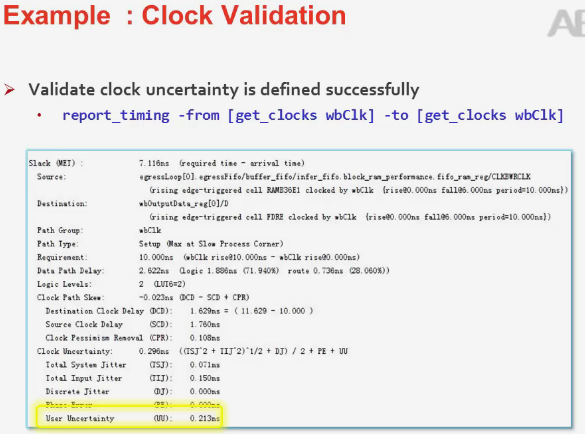 Example : Clock Validation
Validate clock uncertainty is defined successfully
report_timing -from [get_clocks wbClk] -to [get_clocks wbClk]
Slack (MET) : 7.116ns (required time - arrival time)
Source: egressLoop[0].egressFifo/buffer_fifo/infer_fifo.block_ram_performance.fifo_ram_reg/CLKBWRCLK
(rising edge-triggered cell RAMB36E1 clocked by wbClk {rise@0.000ns fall@5.000ns period=10.000ns})
Destination: wbOutputData_reg[0]/D
(rising edge-triggered cell FDRE clocked by wbClk {rise@0.000ns fall@5.000ns period=10.000ns})
Path Group: wbClk
Path Type: Setup (Max at Slow Process Corner)
Requirement: 10.000ns (wbClk rise@10.000ns - wbClk rise@0.000ns)
Data Path Delay: 2.622ns (logic 1.886ns (71.940%) route 0.736ns (28.060%))
Logic Levels: 2 (LUT6=2)
Clock Path Skew: -0.023ns (DCD - SCD + CPR)
Destination Clock Delay (DCD): 1.629ns = ( 11.629 - 10.000 )
Source Clock Delay (SCD): 1.760ns
Clock Pessimism Removal (CPR): 0.108ns
Clock Uncertainty: 0.296ns ((TSJ^2 + TIJ^2)^1/2 + DJ) / 2 + PE + UU
Total System Jitter (TSJ): 0.071ns
Total Input Jitter (TIJ): 0.150ns
Discrete Jitter (DJ): 0.000ns
Phase Error (PE): 0.000ns
User Uncertainty (UU): 0.213ns